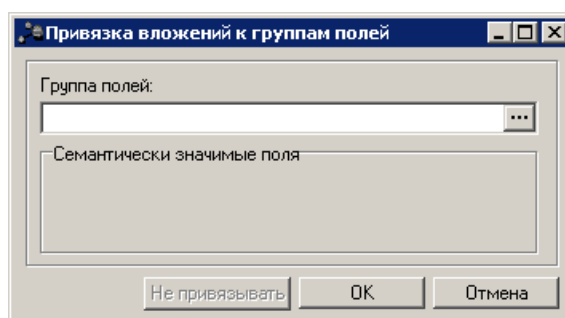 Привязка вложений к группам полей
Группа полей:
...
Семантически значимые поля
Не привязывать OK Отмена